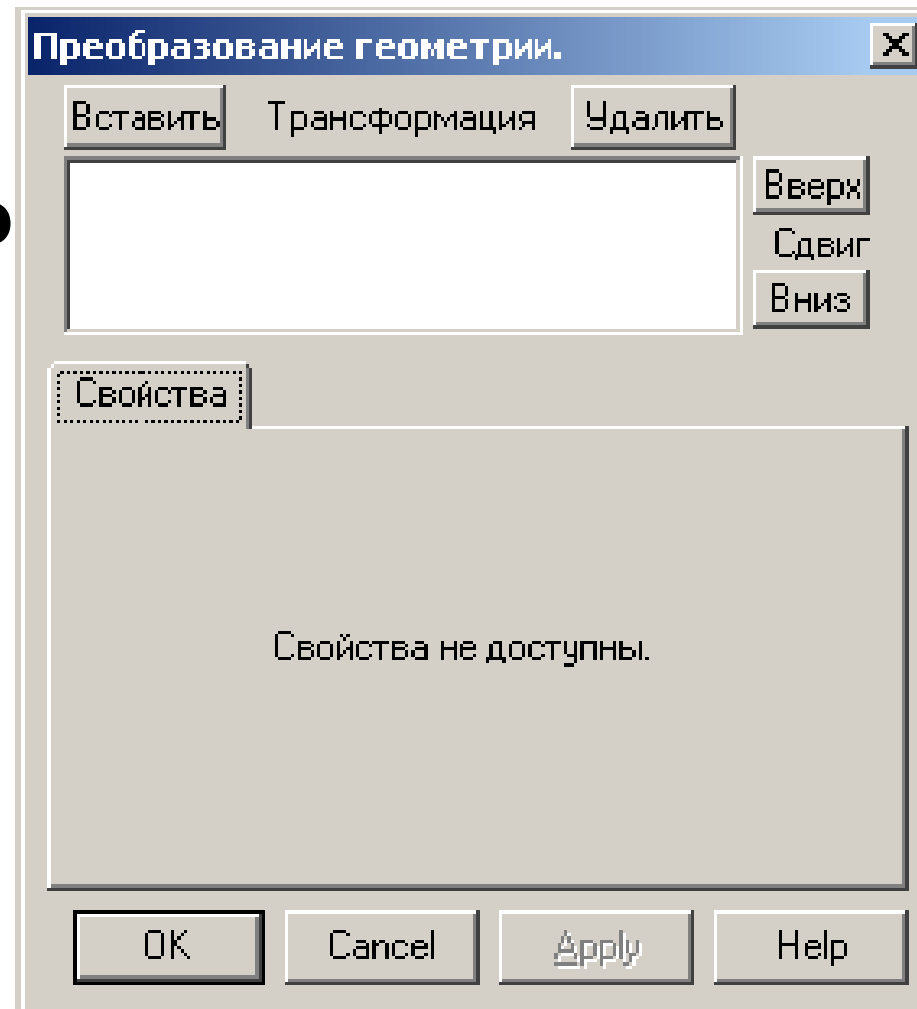 Преобразование геометрии.
Вставить Трансформация Удалить
Вверх
Сдвиг
Вниз
Свойства
Свойства не доступны.
OK Cancel Apply Help